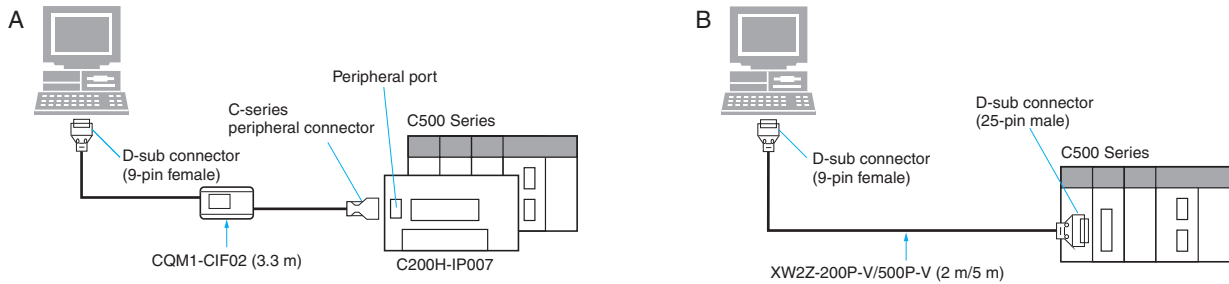 A
Peripheral port
C-series
peripheral connector
C500 Series
D-sub connector
(9-pin female)
CQM1-CIF02 (3.3 m)
C200H-IP007
B
D-sub connector
(25-pin male)
C500 Series
D-sub connector
(9-pin female)
XW2Z-200P-V/500P-V (2 m/5 m)